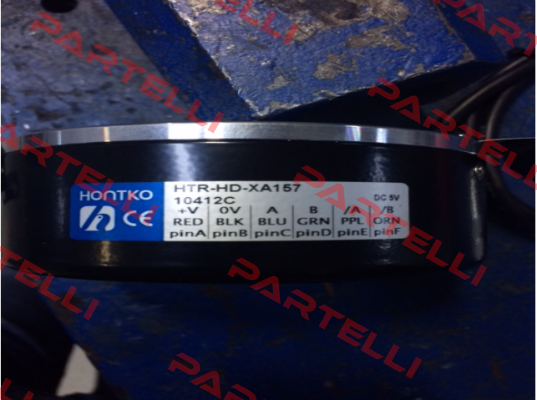 HONTKO
CE
HTR-HD-XA157
10412C DC 5V
+V 0V A B /A /B
RED BLK BLU GRN PPL ORN
pinA pinB pinC pinD pinE pinF
PARTELLI
PARTELLI
PARTELLI
PARTELLI
PARTELLI